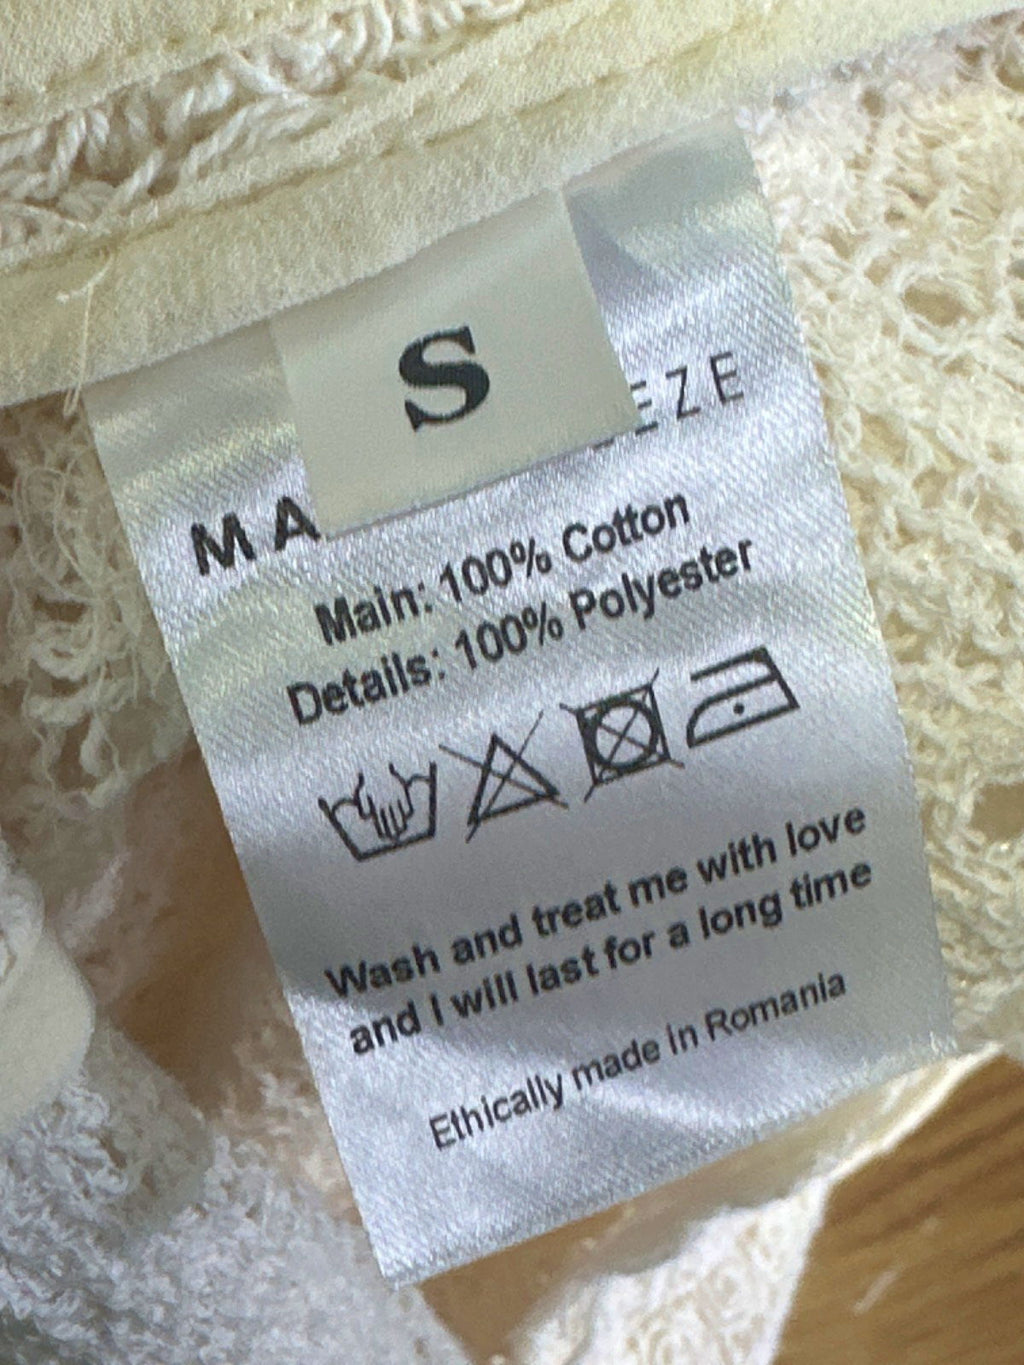 S
MA EZE
Main: 100% Cotton
Details: 100% Polyester
Wash and treat me with love
and I will last for a long time
Ethically made in Romania